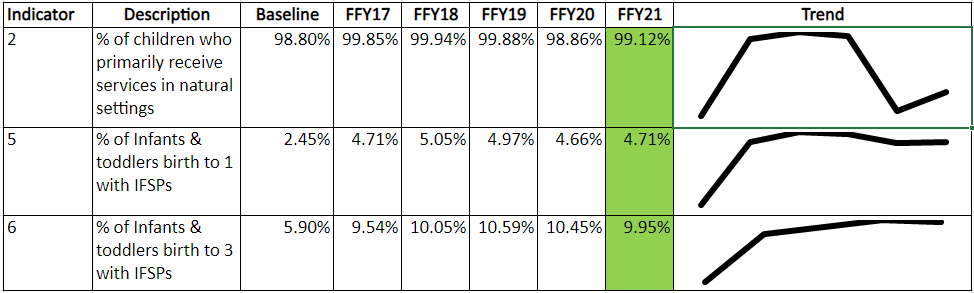 Indicator Description Baseline FFY17 FFY18 FFY19 FFY20 FFY21 Trend
2 % of children who 98.80% 99.85% 99.94% 99.88% 98.86% 99.12%
primarily receive
services in natural
settings
5 % of Infants & 2.45% 4.71% 5.05% 4.97% 4.66% 4.71%
toddlers birth to 1
with IFSPs
6 % of Infants & 5.90% 9.54% 10.05% 10.59% 10.45% 9.95%
toddlers birth to 3
with IFSPs